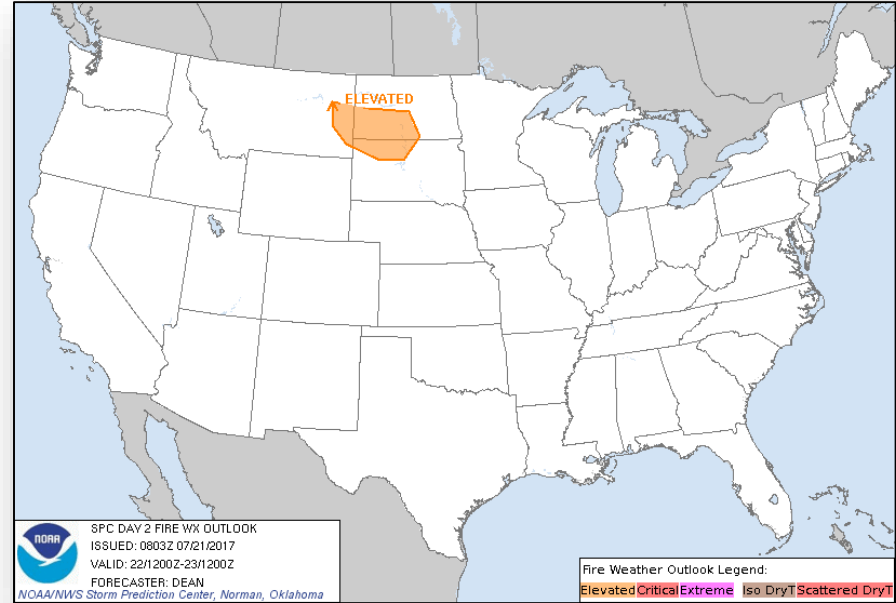 ELEVATED
NOAA
SPC DAY 2 FIRE WX OUTLOOK
ISSUED: 0803Z 07/21/2017
VALID: 22/1200Z-23/1200Z
FORECASTER: DEAN
NOAA/NWS Storm Prediction Center, Norman, Oklahoma
Fire Weather Outlook Legend:
Elevated Critical Extreme Iso DryT Scattered DryT